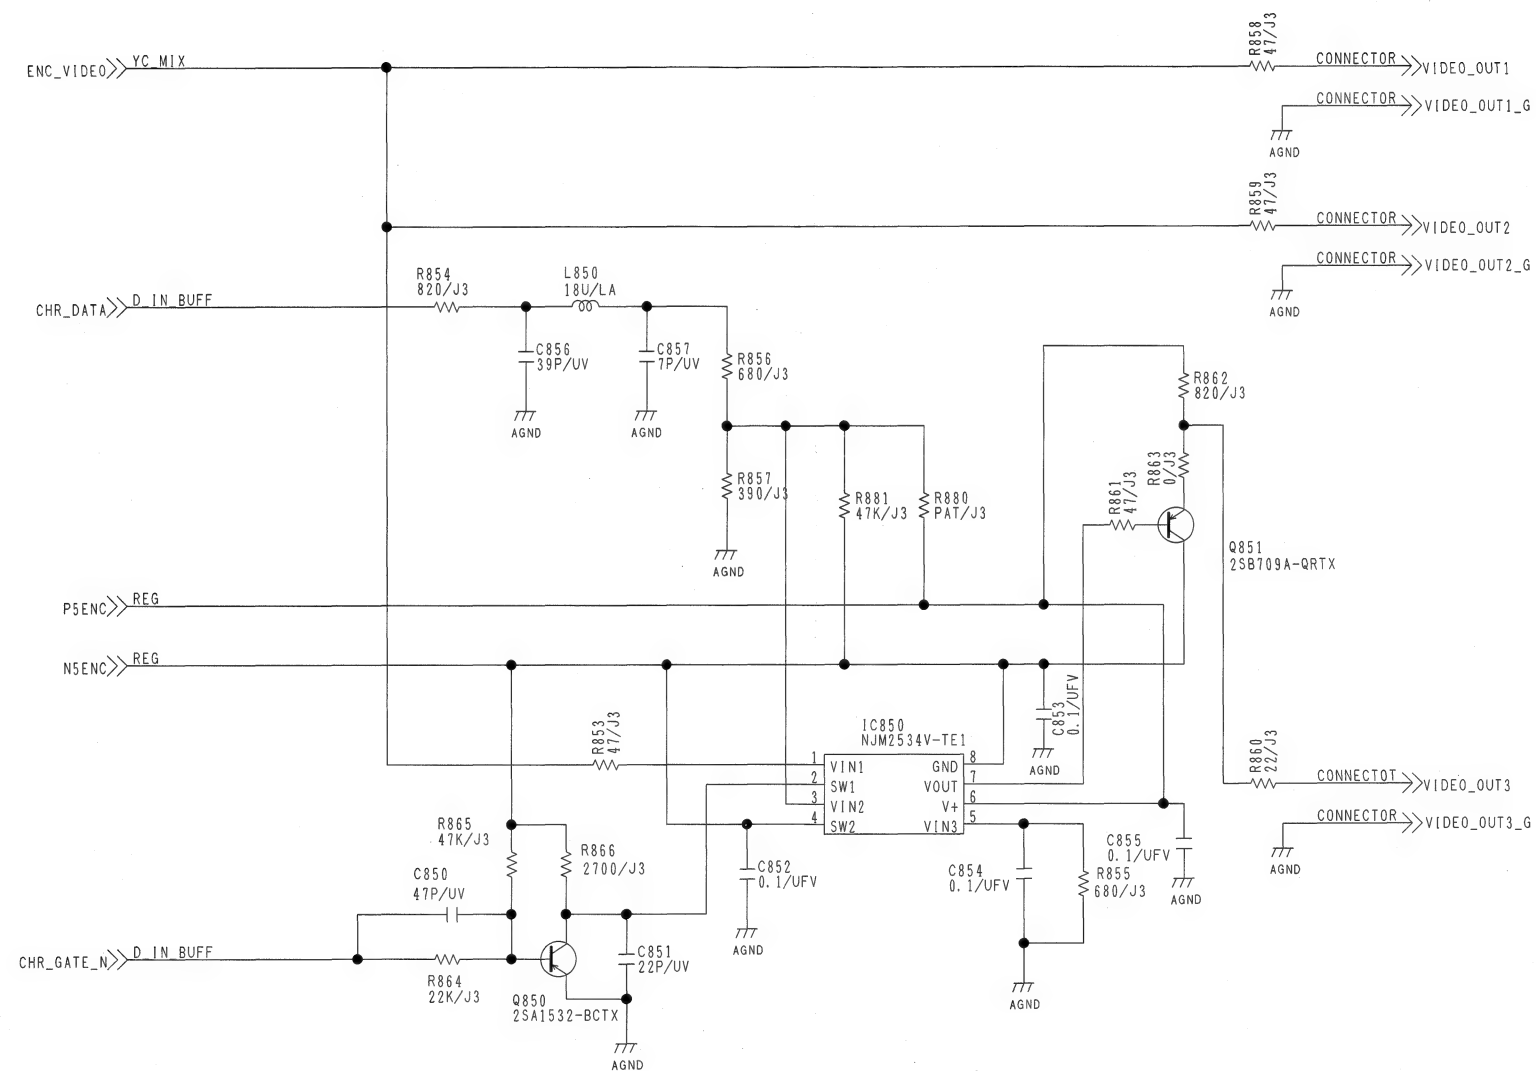 R858
47/J3
ENC_VIDEO
YC_MIX
CONNECTOR
VIDEO_OUT1
CONNECTOR
VIDEO_OUT1_G
AGND
R859
47/J3
CONNECTOR
VIDEO_OUT2
CONNECTOR
VIDEO_OUT2_G
AGND
CHR_DATA
D_IN_BUFF
R854
820/J3
L850
18U/LA
C856
39P/UV
AGND
C857
7P/UV
AGND
R856
680/J3
R857
390/J3
AGND
R881
47K/J3
R880
PAT/J3
R862
820/J3
R863
0/J3
R861
47/J3
Q851
2SB709A-QRTX
P5ENC
REG
N5ENC
REG
R853
47/J3
IC850
NJM2534V-TE1
1
VIN1
2
SW1
3
VIN2
4
SW2
GND
8
VOUT
7
V+
6
VIN3
5
C853
0.1/UFV
AGND
R860
22/J3
CONNECTOT
VIDEO_OUT3
CONNECTOR
VIDEO_OUT3_G
AGND
R865
47K/J3
R866
2700/J3
C850
47P/UV
C852
0.1/UFV
AGND
C854
0.1/UFV
R855
680/J3
AGND
C855
0.1/UFV
AGND
CHR_GATE_N
D_IN_BUFF
R864
22K/J3
Q850
2SA1532-BCTX
C851
22P/UV
AGND